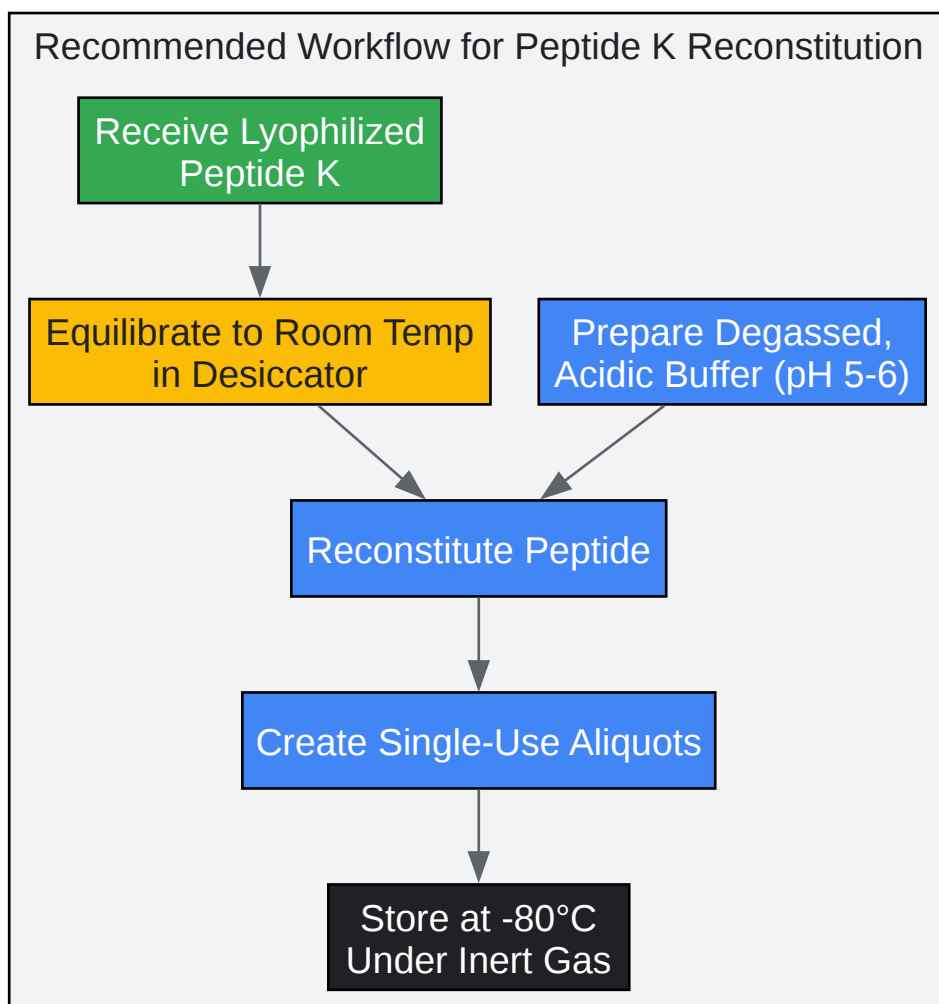 Recommended Workflow for Peptide K Reconstitution
Receive Lyophilized
Peptide K
Equilibrate to Room Temp
in Desiccator
Prepare Degassed,
Acidic Buffer (pH 5-6)
Reconstitute Peptide
Create Single-Use Aliquots
Store at -80°C
Under Inert Gas